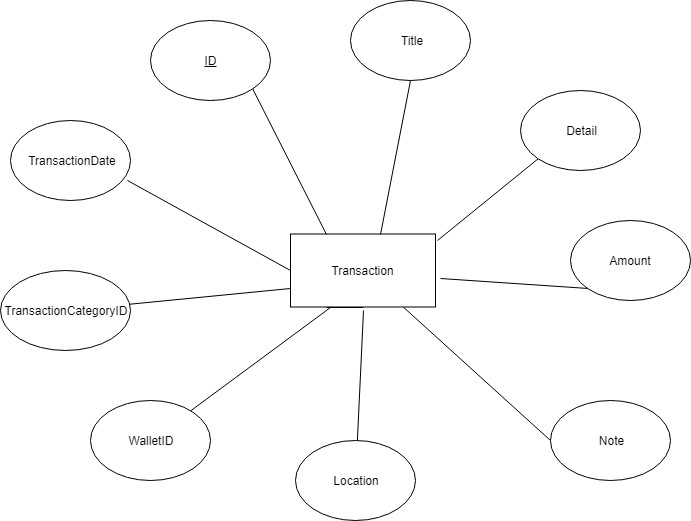 Title
ID
Detail
TransactionDate
Amount
Transaction
TransactionCategoryID
WalletID
Note
Location